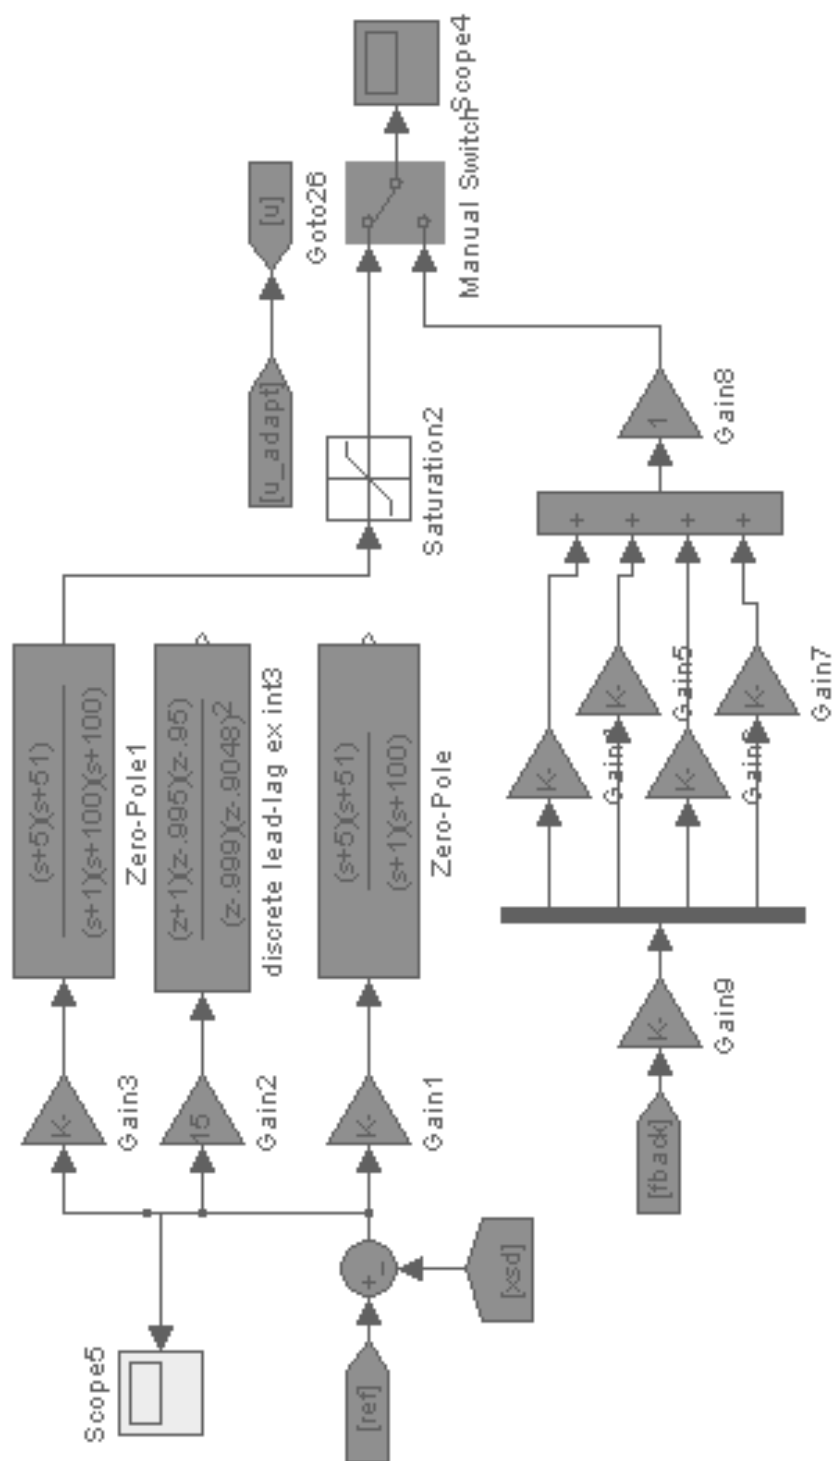 Scope5
K-
Gain3
(s+5)(s+51)
(s+1)(s+100)(s+100)
Zero-Pole1
15
Gain2
(z+1)(z-.995)(z-.95)
(z-.999)(z-.9048)2
discrete lead-lag ex int3
[u_adapt]
[u]
Goto26
[ref]
+
-
K-
Gain1
(s+5)(s+51)
(s+1)(s+100)
Zero-Pole
Saturation2
Scope4
Manual Switch
[xsd]
[fback]
K-
Gain9
K-
K-
Gain5
K-
K-
Gain7
+
+
+
+
1
Gain8